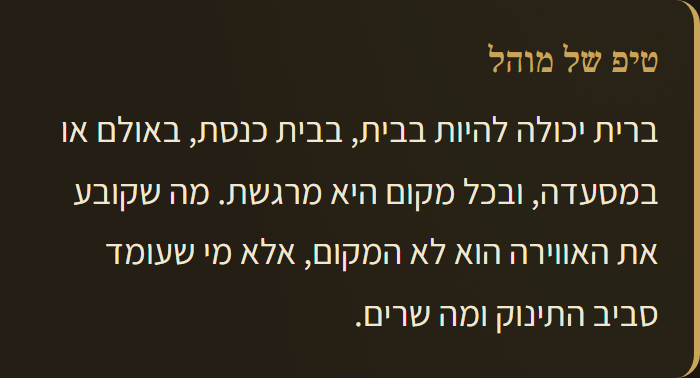 טיפ של מוהל
ברית יכולה להיות בבית, בבית כנסת, באולם או
במסעדה, ובכל מקום היא מרגשת. מה שקובע
את האווירה הוא לא המקום, אלא מי שעומד
סביב התינוק ומה שרים.